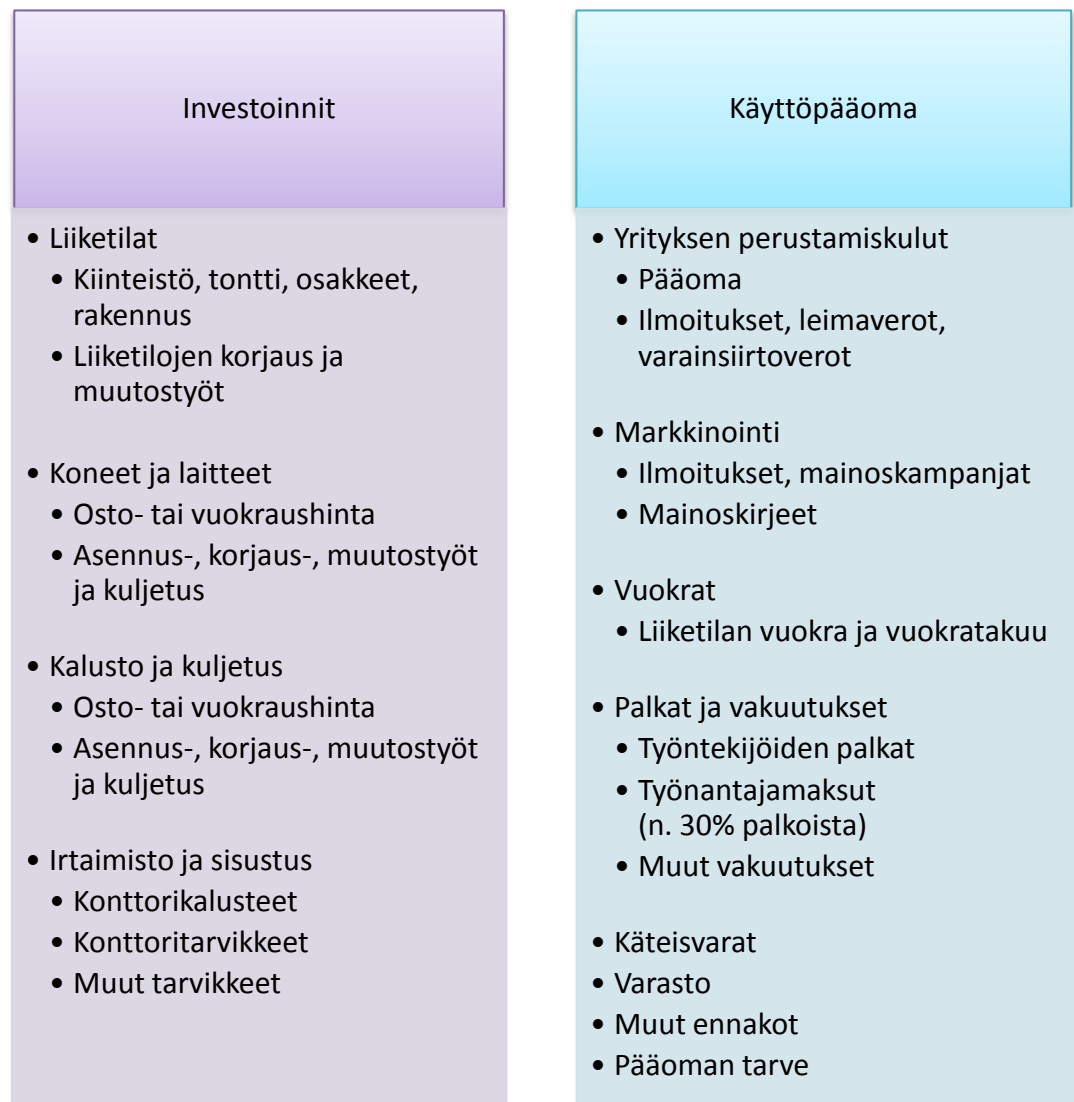 Investoinnit
• Liiketilat
• Kiinteistö, tontti, osakkeet,
rakennus
• Liiketilojen korjaus ja
muutostyöt
• Koneet ja laitteet
• Osto- tai vuokraushinta
• Asennus-, korjaus-, muutostyöt
ja kuljetus
• Kalusto ja kuljetus
• Osto- tai vuokraushinta
• Asennus-, korjaus-, muutostyöt
ja kuljetus
• Irtaimisto ja sisustus
• Konttorikalusteet
• Konttoritarvikkeet
• Muut tarvikkeet
Käyttöpääoma
• Yrityksen perustamiskulut
• Pääoma
• Ilmoitukset, leimaverot,
varainsiirtoverot
• Markkinointi
• Ilmoitukset, mainoskampanjat
• Mainoskirjeet
• Vuokrat
• Liiketilan vuokra ja vuokratakuu
• Palkat ja vakuutukset
• Työntekijöiden palkat
• Työnantajamaksut
(n. 30% palkoista)
• Muut vakuutukset
• Käteisvarat
• Varasto
• Muut ennakot
• Pääoman tarve